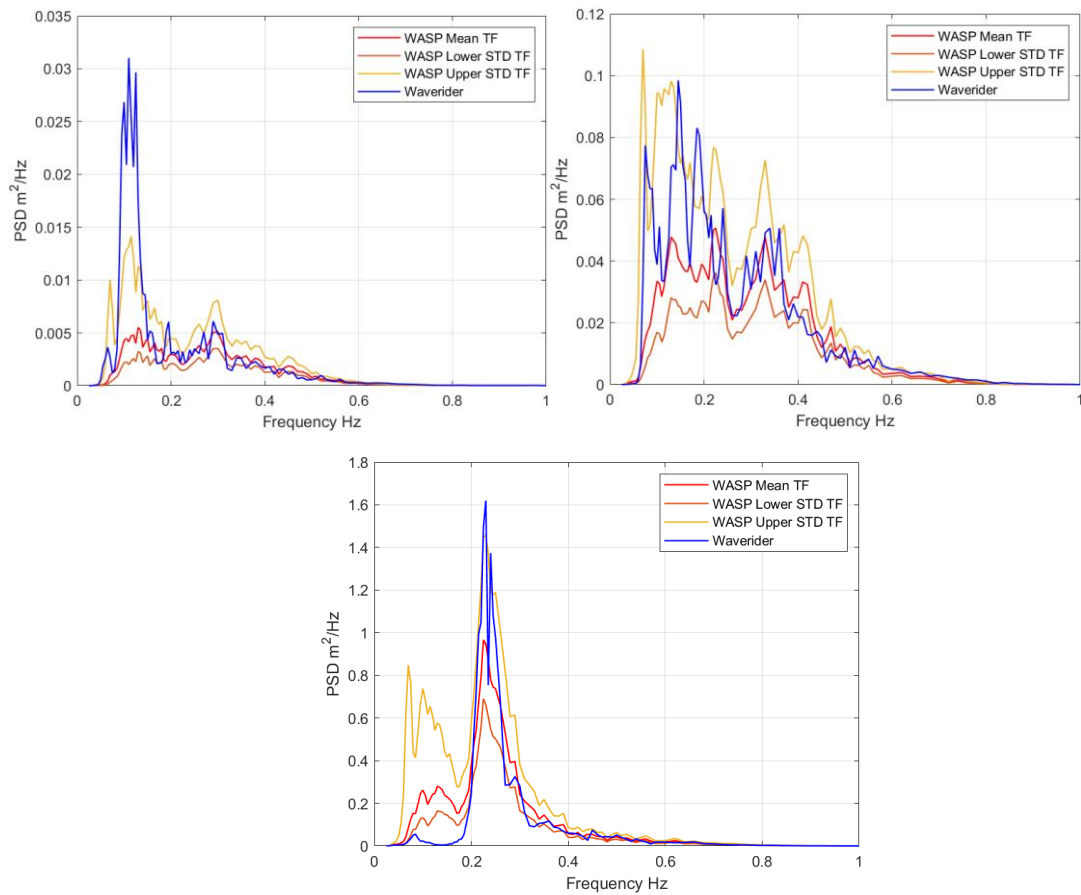 0.035
0.03
0.025
0.02
0.015
0.01
0.005
0
PSD m²/Hz
0 0.2 0.4 0.6 0.8 1
Frequency Hz
WASP Mean TF
WASP Lower STD TF
WASP Upper STD TF
Waverider
0.12
0.1
0.08
0.06
0.04
0.02
0
PSD m²/Hz
0 0.2 0.4 0.6 0.8 1
Frequency Hz
WASP Mean TF
WASP Lower STD TF
WASP Upper STD TF
Waverider
1.8
1.6
1.4
1.2
1
0.8
0.6
0.4
0.2
0
PSD m²/Hz
0 0.2 0.4 0.6 0.8 1
Frequency Hz
WASP Mean TF
WASP Lower STD TF
WASP Upper STD TF
Waverider